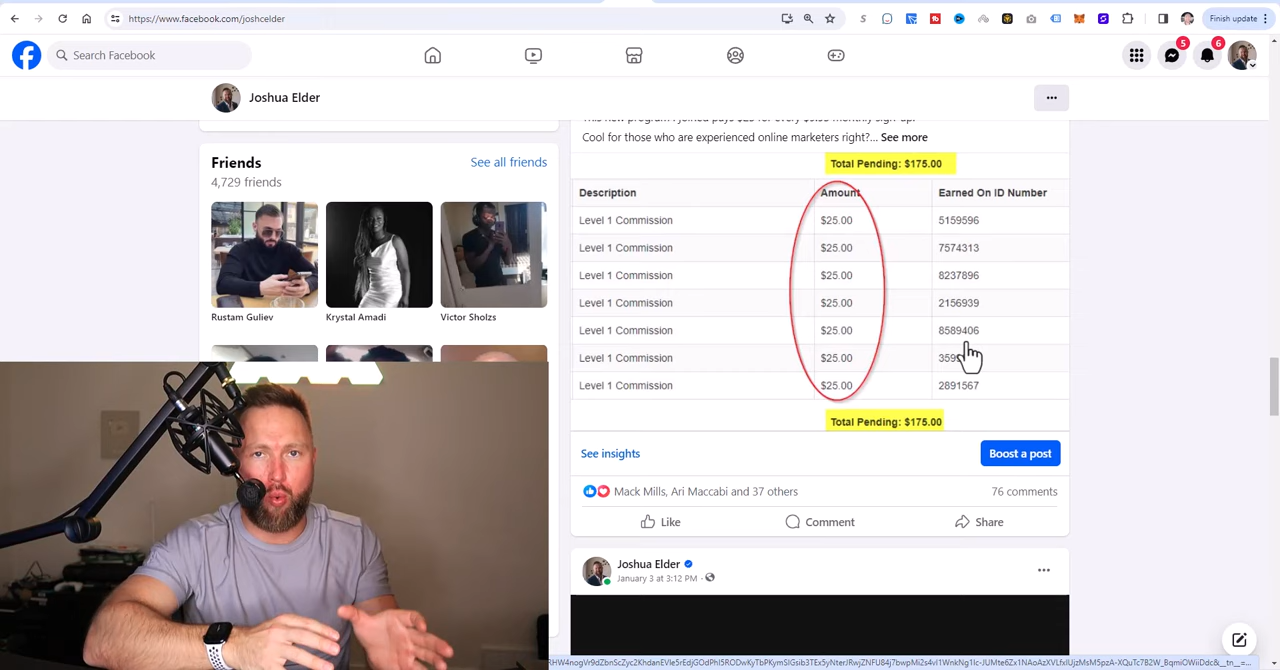 https://www.facebook.com/joshcelder
Finish update
Search Facebook
5
6
Joshua Elder
Cool for those who are experienced online marketers right?... See more
Friends
See all friends
4,729 friends
Rustam Guliev
Krystal Amadi
Victor Sholzs
Total Pending: $175.00
Description Amount Earned On ID Number
Level 1 Commission $25.00 5159596
Level 1 Commission $25.00 7574313
Level 1 Commission $25.00 8237896
Level 1 Commission $25.00 2156939
Level 1 Commission $25.00 8589406
Level 1 Commission $25.00
Level 1 Commission $25.00 2891567
Total Pending: $175.00
See insights
Boost a post
Mack Mills, Ari Maccabi and 37 others
76 comments
Like
Comment
Share
Joshua Elder
January 3 at 3:12 PM